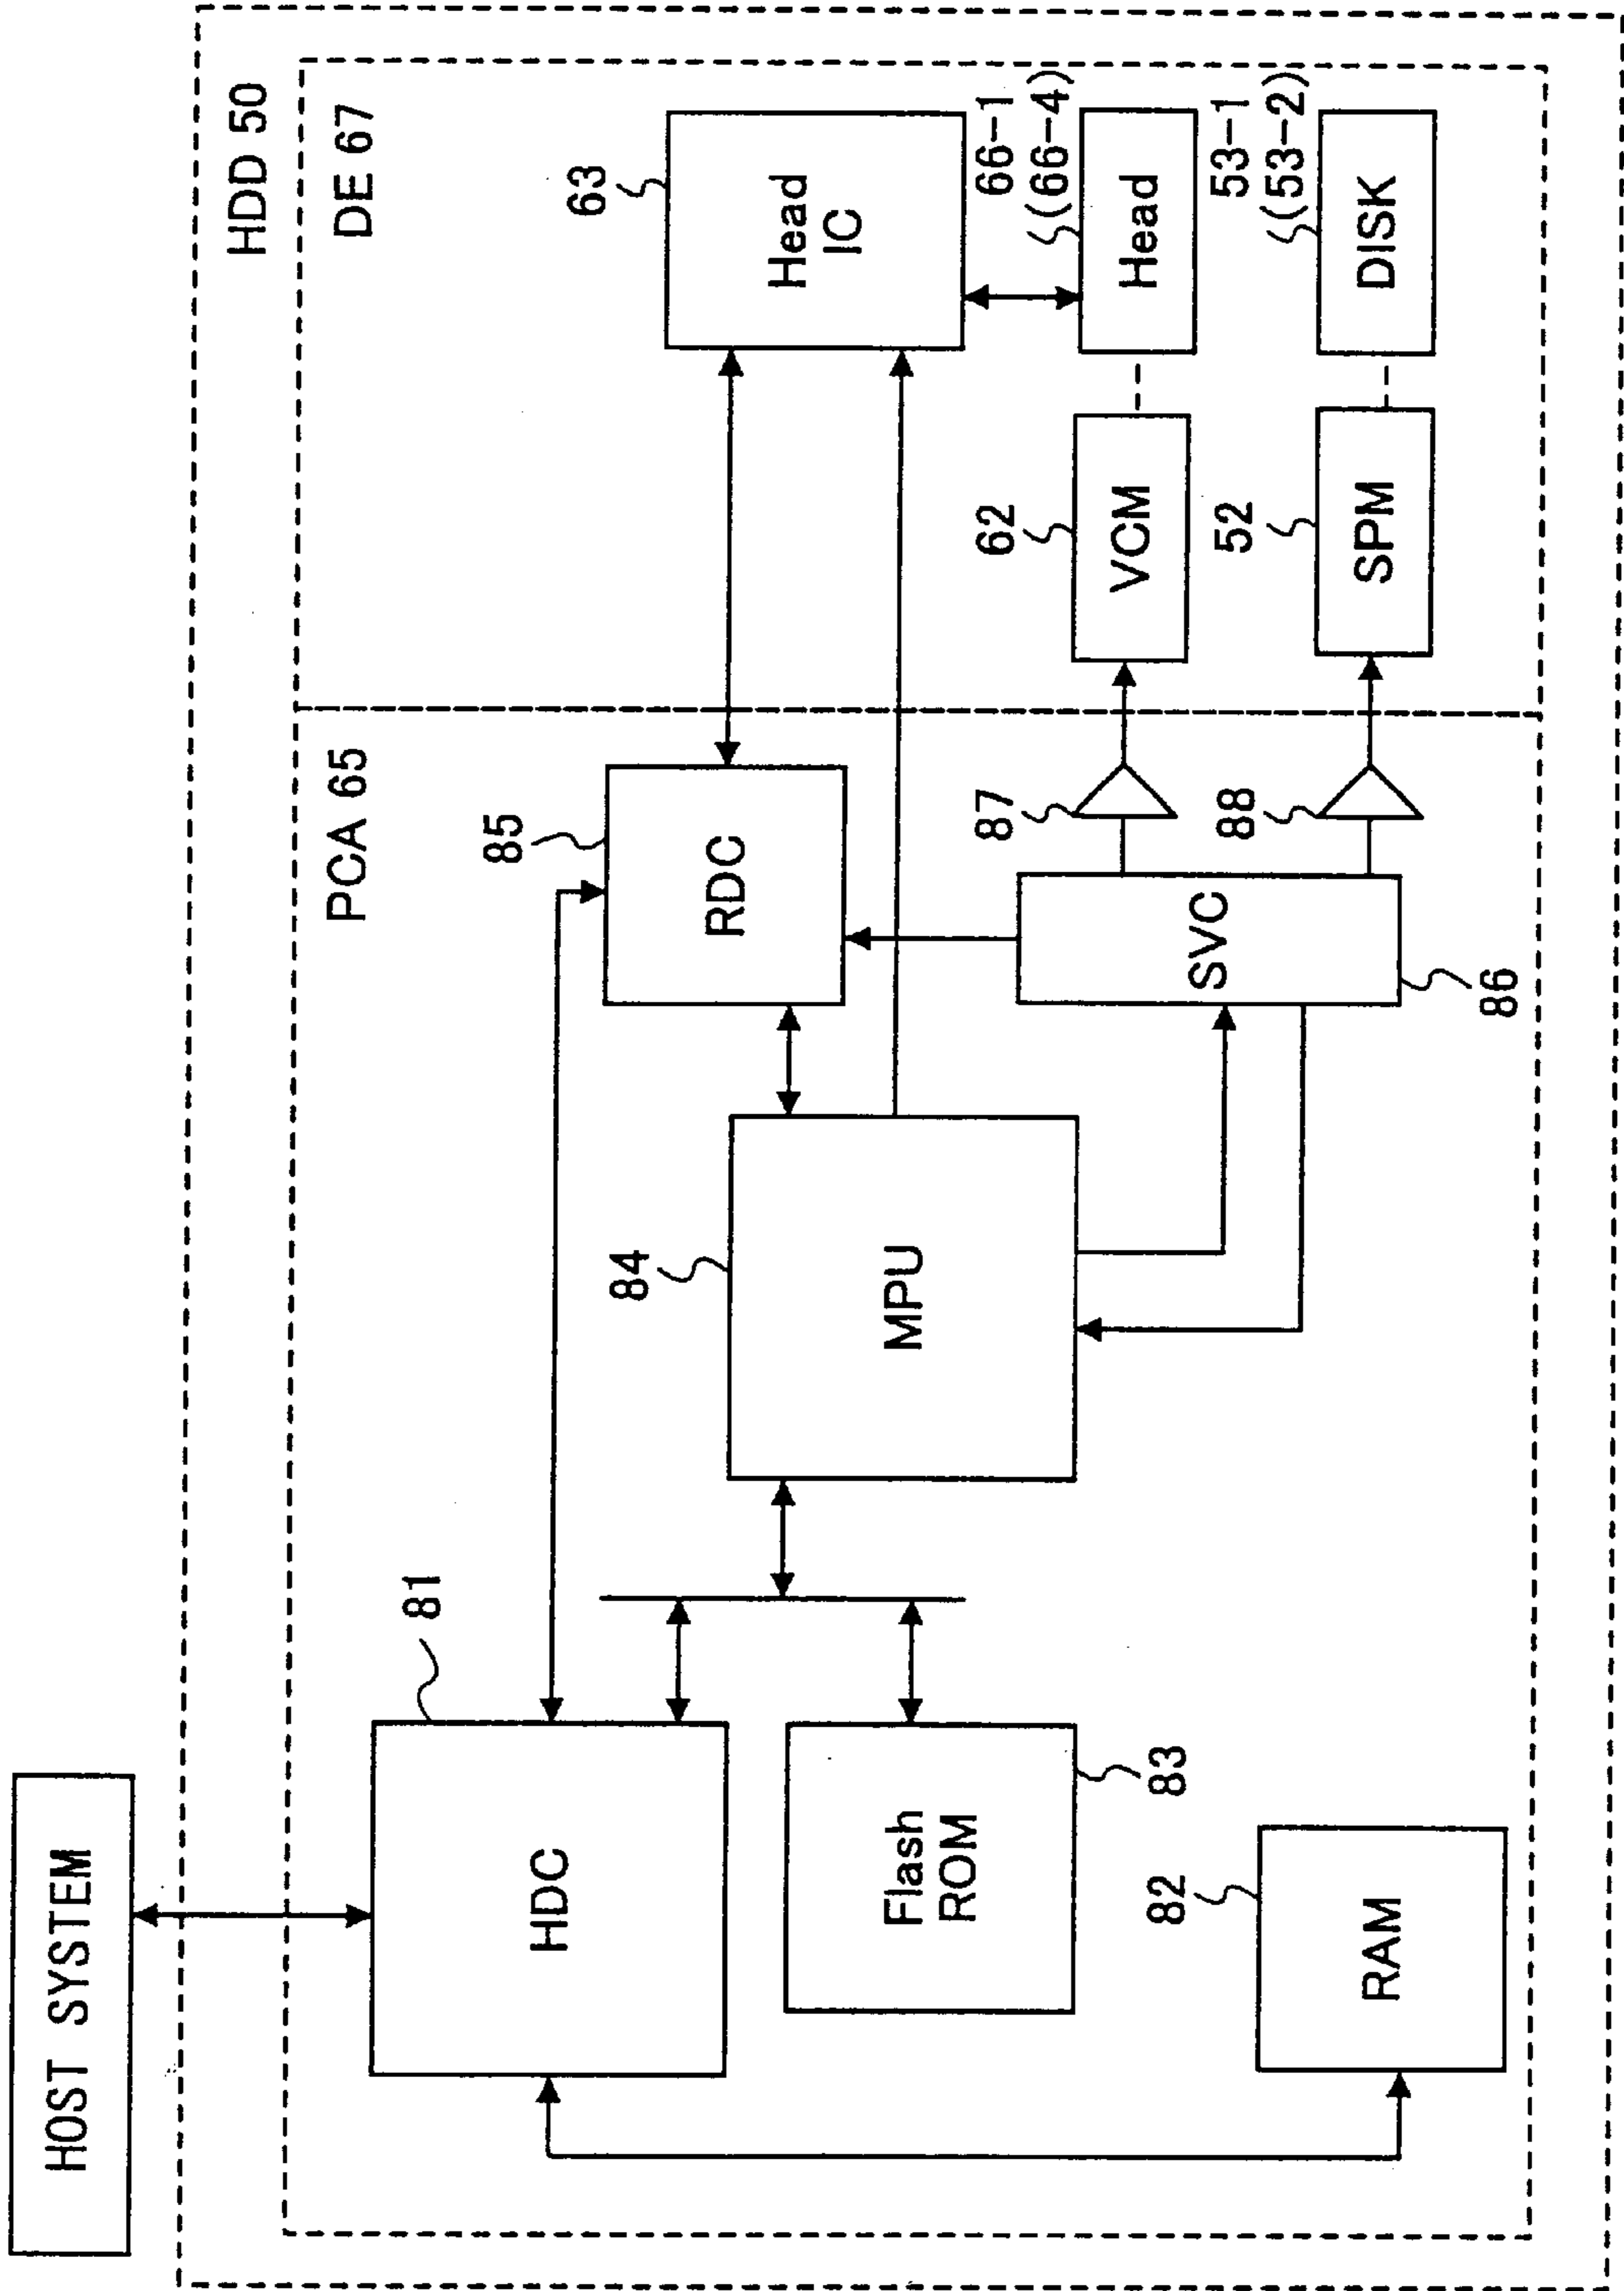 HOST SYSTEM
HDD 50
PCA 65
DE 67
81
HDC
85
RDC
63
Head
IC
84
MPU
Flash
ROM
83
66-1
(66-4)
Head
62
VCM
87
53-1
(53-2)
DISK
52
SPM
88
SVC
86
82
RAM